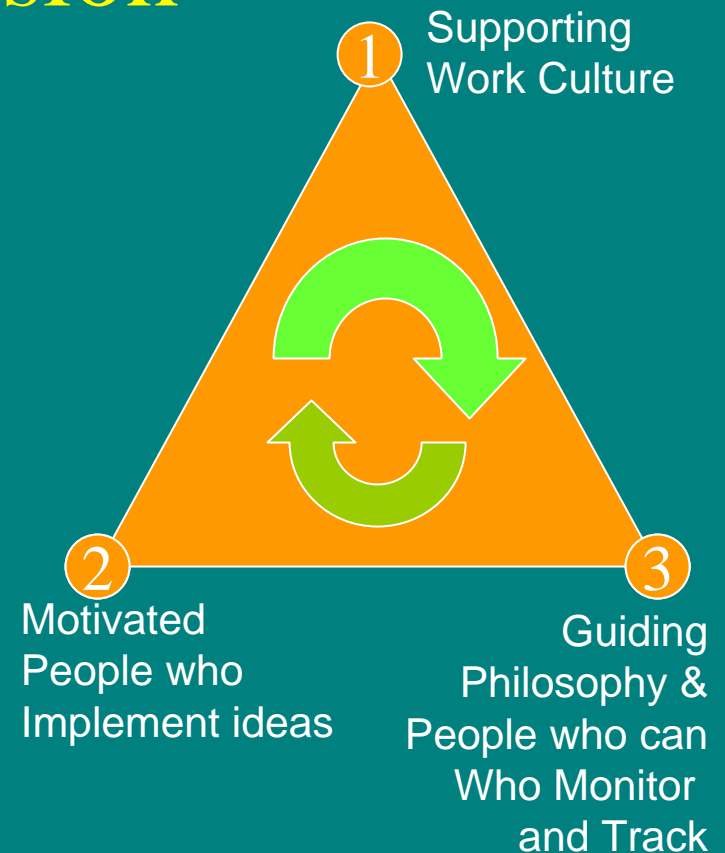 1
Supporting
Work Culture
2
Motivated
People who
Implement ideas
3
Guiding
Philosophy &
People who can
Who Monitor
and Track